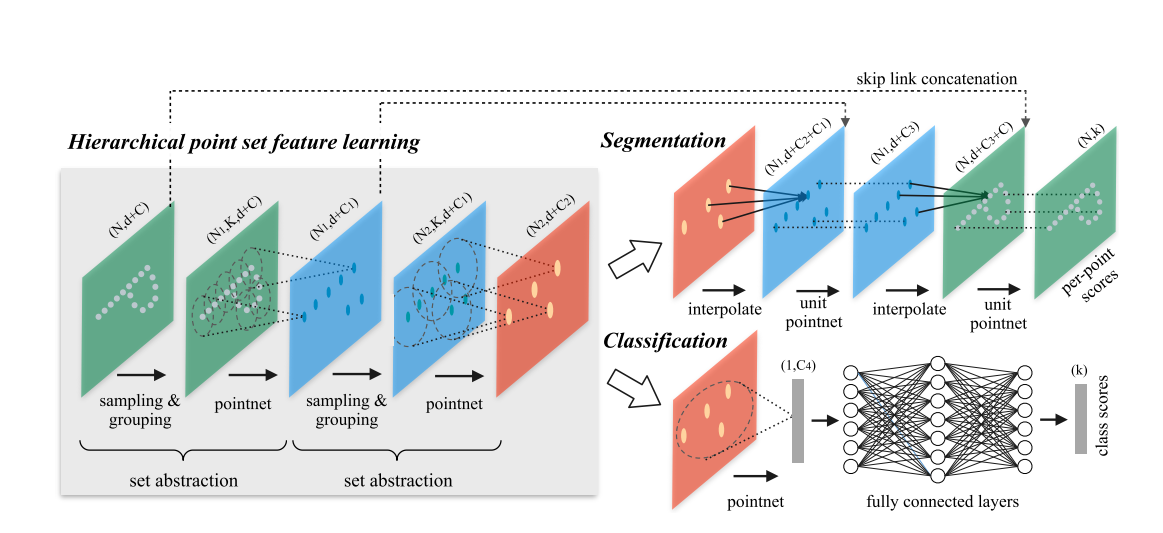 skip link concatenation
Hierarchical point set feature learning
(N,d+C)
(N1,K,d+C)
(N1,d+C1)
(N2,K,d+C1)
(N2,d+C2)
sampling &
grouping
pointnet
sampling &
grouping
pointnet
set abstraction
set abstraction
Segmentation
(N1,d+C2+C1)
(N1,d+C3)
(N,d+C3+C)
(N,k)
interpolate
unit
pointnet
interpolate
unit
pointnet
per-point
scores
Classification
(1,C4)
(k)
class scores
pointnet
fully connected layers